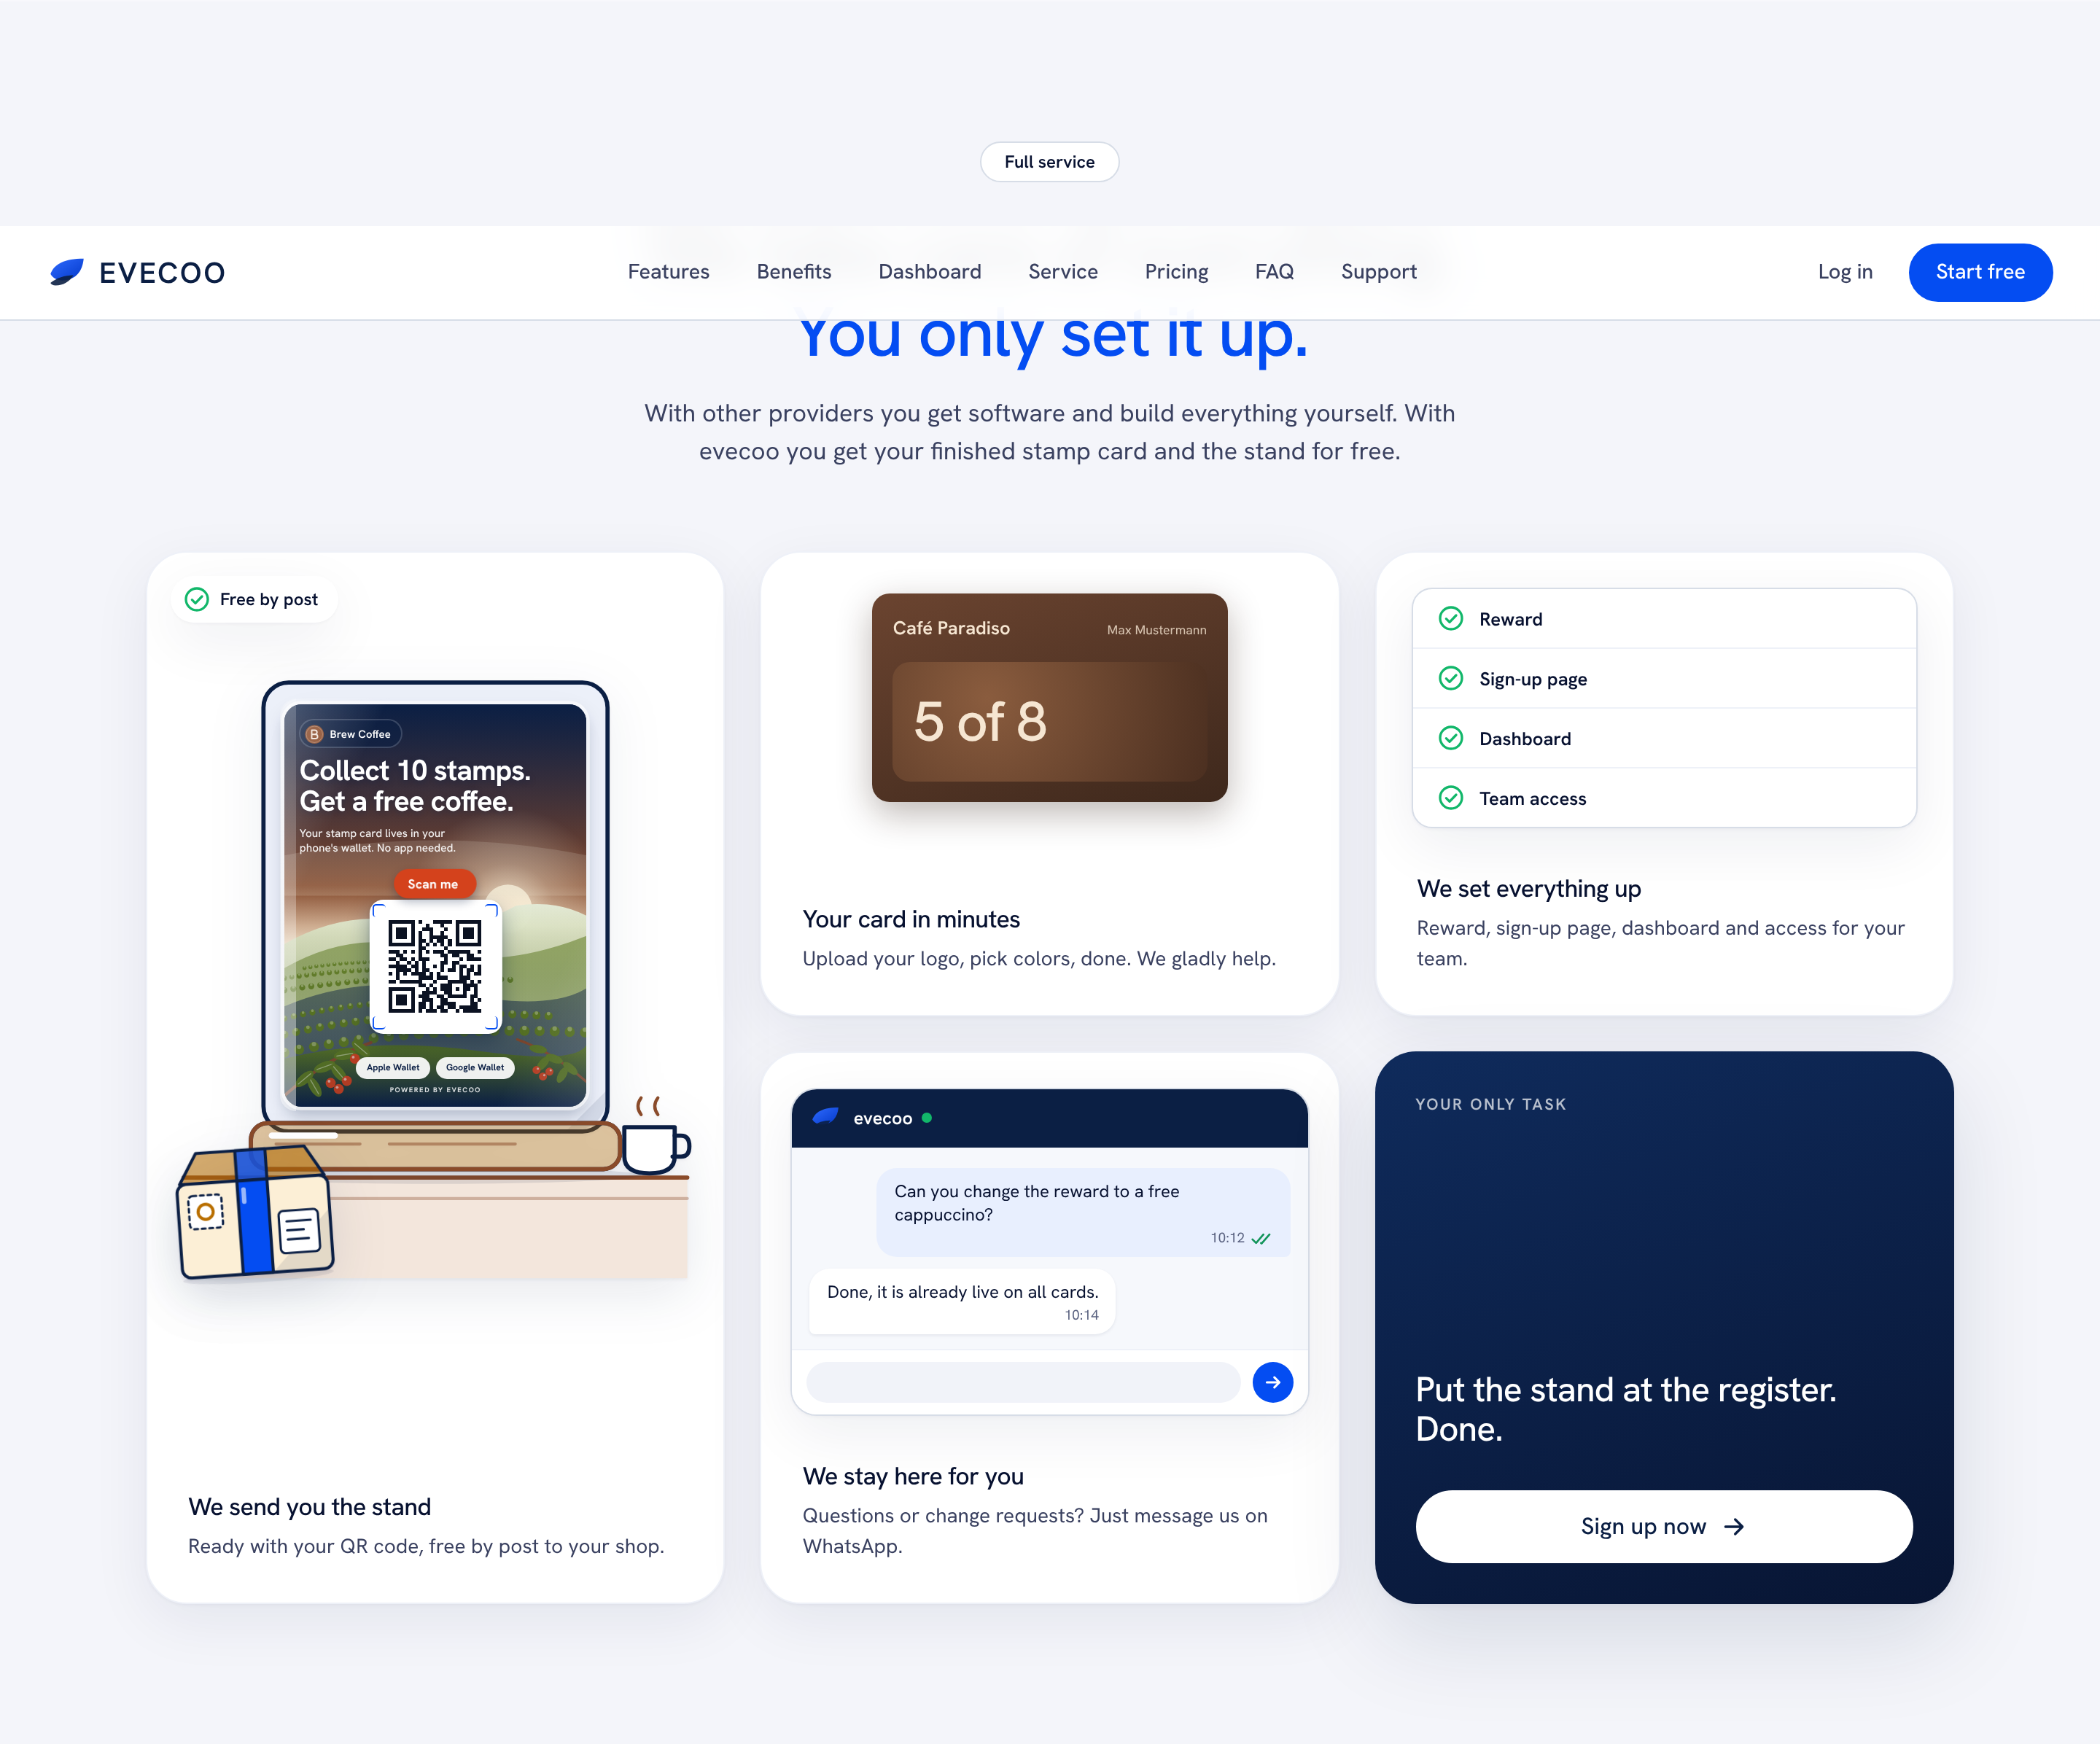 Full service
EVECOO
Features
Benefits
Dashboard
Service
Pricing
FAQ
Support
Log in
Start free
You only set it up.
With other providers you get software and build everything yourself. With
evecoo you get your finished stamp card and the stand for free.
Free by post
B Brew Coffee
Collect 10 stamps.
Get a free coffee.
Your stamp card lives in your
phone's wallet. No app needed.
Scan me
Apple Wallet
Google Wallet
POWERED BY EVECOO
We send you the stand
Ready with your QR code, free by post to your shop.
Café Paradiso
Max Mustermann
5 of 8
Your card in minutes
Upload your logo, pick colors, done. We gladly help.
Reward
Sign-up page
Dashboard
Team access
We set everything up
Reward, sign-up page, dashboard and access for your
team.
evecoo
Can you change the reward to a free
cappuccino?
10:12
Done, it is already live on all cards.
10:14
We stay here for you
Questions or change requests? Just message us on
WhatsApp.
YOUR ONLY TASK
Put the stand at the register.
Done.
Sign up now